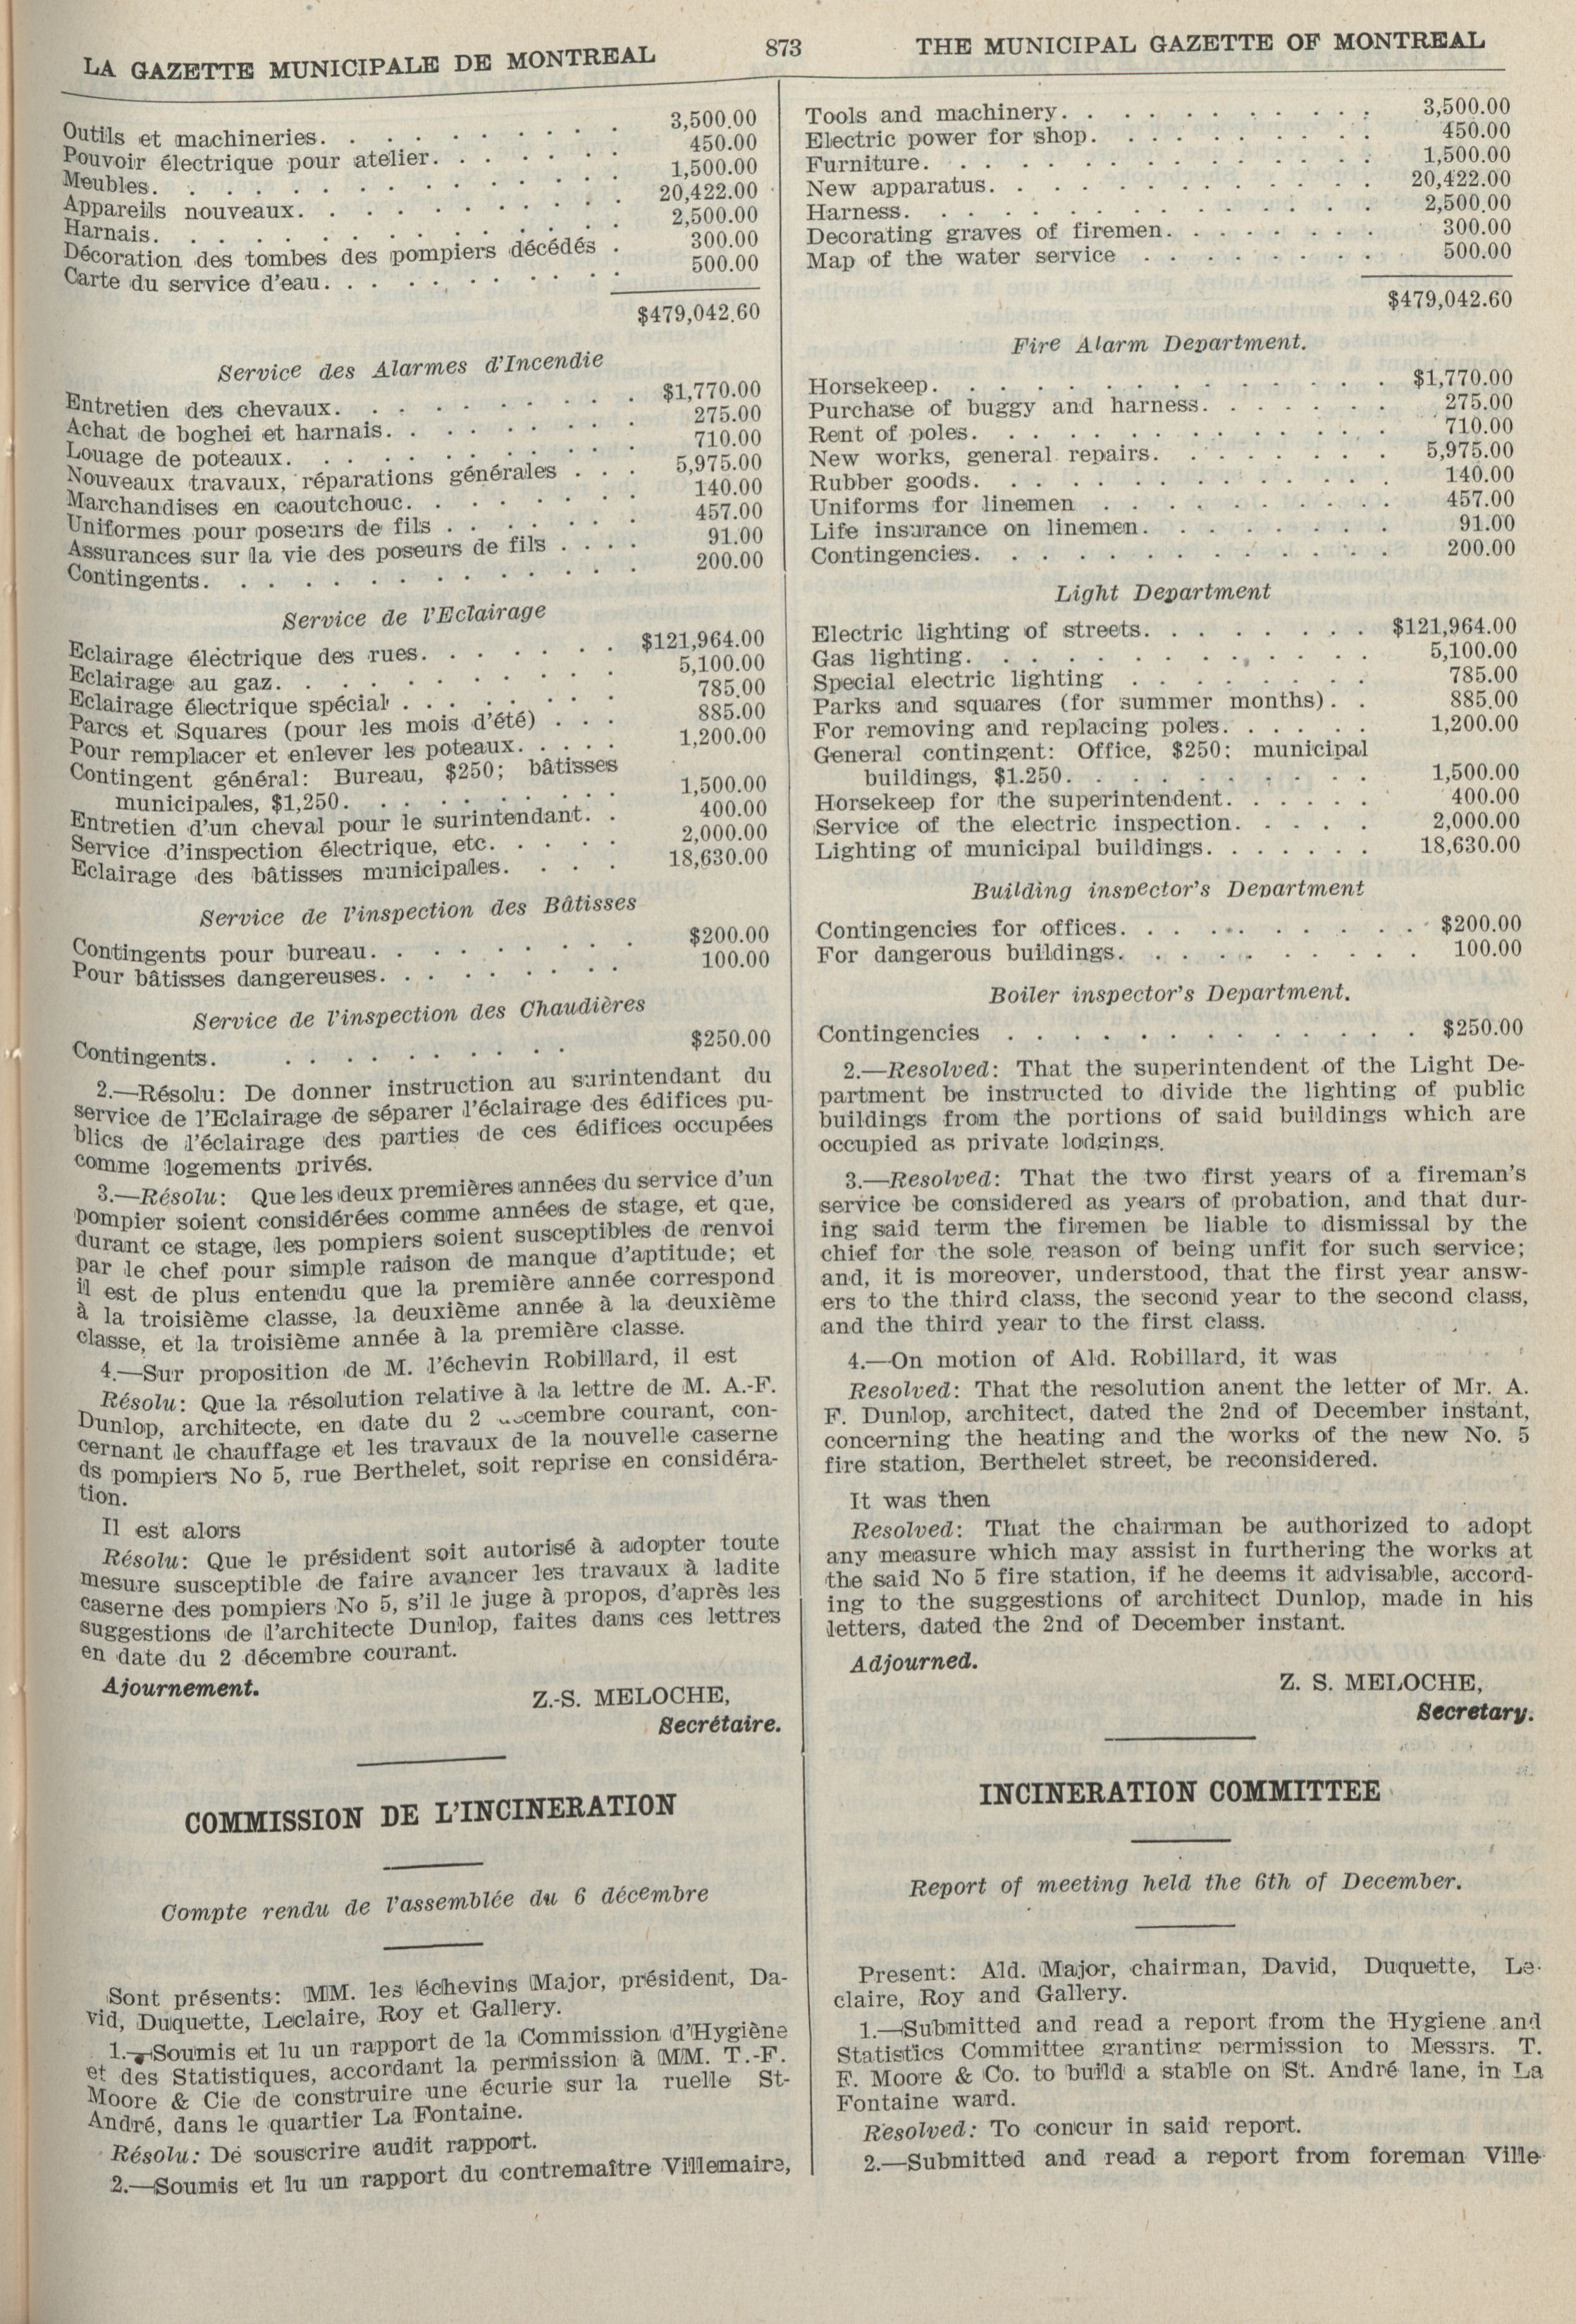 LA GAZETTE MUNICIPALE DE MONTREAL
873
THE MUNICIPAL GAZETTE OF MONTREAL
Outils et machineries. . . . . . . . . . 3,500.00
Pouvoir électrique pour atelier. . . . . . . 450.00
Meubles. . . . . . . . . . . . . . . 1,500.00
Appareils nouveaux. . . . . . . . . . . 20,422.00
Harnais. . . . . . . . . . . . . . . 2,500.00
Décoration des tombes des pompiers décédés . 300.00
Carte du service d'eau. . . . . . . . . . 500.00
$479,042.60
Service des Alarmes d'Incendie
Entretien des chevaux. . . . . . . . . . $1,770.00
Achat de boghei et harnais. . . . . . . . . 275.00
Louage de poteaux. . . . . . . . . . . . 710.00
Nouveaux travaux, réparations générales . . . 5,975.00
Marchandises en caoutchouc. . . . . . . . 140.00
Uniformes pour poseurs de fils . . . . . . . 457.00
Assurances sur la vie des poseurs de fils . . . . 91.00
Contingents. . . . . . . . . . . . . . 200.00
Service de l'Eclairage
Eclairage électrique des rues. . . . . . . $121,964.00
Eclairage au gaz. . . . . . . . . . . . 5,100.00
Eclairage électrique spécial . . . . . . . 785.00
Parcs et Squares (pour les mois d'été) . . . 885.00
Pour remplacer et enlever les poteaux. . . . . 1,200.00
Contingent général: Bureau, $250; bâtisses
municipales, $1,250. . . . . . . . . . 1,500.00
Entretien d'un cheval pour le surintendant. . 400.00
Service d'inspection électrique, etc. . . . . 2,000.00
Eclairage des bâtisses municipales. . . . 18,630.00
Service de l'inspection des Bâtisses
Contingents pour bureau. . . . . . . . . $200.00
Pour bâtisses dangereuses. . . . . . . . . 100.00
Service de l'inspection des Chaudières
Contingents. . . . . . . . . . $250.00
2.—Résolu: De donner instruction au surintendant du
service de l'Eclairage de séparer l'éclairage des édifices pu-
blics de l'éclairage des parties de ces édifices occupées
comme logements privés.
3.—Résolu: Que les deux premières années du service d'un
pompier soient considérées comme années de stage, et que,
durant ce stage, les pompiers soient susceptibles de renvoi
par le chef pour simple raison de manque d'aptitude; et
il est de plus entendu que la première année correspond
à la troisième classe, la deuxième année à la deuxième
classe, et la troisième année à la première classe.
4.—Sur proposition de M. l'échevin Robillard, il est
Résolu: Que la résolution relative à la lettre de M. A.-F.
Dunlop, architecte, en date du 2 cembre courant, con-
cernant le chauffage et les travaux de la nouvelle caserne
ds pompiers No 5, rue Berthelet, soit reprise en considéra-
tion.
Il est alors
Résolu: Que le président soit autorisé à adopter toute
mesure susceptible de faire avancer les travaux à ladite
caserne des pompiers No 5, s'il le juge à propos, d'après les
suggestions de l'architecte Dunlop, faites dans ces lettres
en date du 2 décembre courant.
Ajournement.
Z.-S. MELOCHE,
Secrétaire.
COMMISSION DE L'INCINERATION
Compte rendu de l'assemblée du 6 décembre
Sont présents: MM. les échevins Major, président, Da-
vid, Duquette, Leclaire, Roy et Gallery.
1.—Soumis et lu un rapport de la Commission d'Hygiène
et des Statistiques, accordant la permission à MM. T.-F.
Moore & Cie de construire une écurie sur la ruelle St-
André, dans le quartier La Fontaine.
Résolu: De souscrire audit rapport.
2.—Soumis et lu un rapport du contremaître Villemaire,
Tools and machinery. . . . . . . . . . . 3,500.00
Electric power for shop. . . . . . . . . . 450.00
Furniture. . . . . . . . . . . . . . . 1,500.00
New apparatus. . . . . . . . . . . . . 20,422.00
Harness. . . . . . . . . . . . . . . 2,500.00
Decorating graves of firemen. . . . . . . . 300.00
Map of the water service . . . . . . . . . 500.00
$479,042.60
Fire Alarm Department.
Horsekeep. . . . . . . . . . . . . . . $1,770.00
Purchase of buggy and harness. . . . . . . 275.00
Rent of poles. . . . . . . . . . . . . . 710.00
New works, general repairs. . . . . . . . 5,975.00
Rubber goods. . . . . . . . . . . . . . 140.00
Uniforms for linemen . . . . . . . . . . 457.00
Life insurance on linemen. . . . . . . . . 91.00
Contingencies. . . . . . . . . . . . . . 200.00
Light Department
Electric lighting of streets. . . . . . . . $121,964.00
Gas lighting. . . . . . . . . . . . . . 5,100.00
Special electric lighting . . . . . . . . 785.00
Parks and squares (for summer months). . 885.00
For removing and replacing poles. . . . . . 1,200.00
General contingent: Office, $250; municipal
buildings, $1.250. . . . . . . . . . . 1,500.00
Horsekeep for the superintendent. . . . . . 400.00
Service of the electric inspection. . . . . 2,000.00
Lighting of municipal buildings. . . . . . . 18,630.00
Building inspector's Department
Contingencies for offices. . . . . . . . . . $200.00
For dangerous buildings. . . . . . . . . . 100.00
Boiler inspector's Department.
Contingencies . . . . . . . . . . . . . $250.00
2.—Resolved: That the superintendent of the Light De-
partment be instructed to divide the lighting of public
buildings from the portions of said buildings which are
occupied as private lodgings.
3.—Resolved: That the two first years of a fireman's
service be considered as years of probation, and that dur-
ing said term the firemen be liable to dismissal by the
chief for the sole reason of being unfit for such service;
and, it is moreover, understood, that the first year answ-
ers to the third class, the second year to the second class,
and the third year to the first class.
4.—On motion of Ald. Robillard, it was
Resolved: That the resolution anent the letter of Mr. A.
F. Dunlop, architect, dated the 2nd of December instant,
concerning the heating and the works of the new No. 5
fire station, Berthelet street, be reconsidered.
It was then
Resolved: That the chairman be authorized to adopt
any measure which may assist in furthering the works at
the said No 5 fire station, if he deems it advisable, accord-
ing to the suggestions of architect Dunlop, made in his
letters, dated the 2nd of December instant.
Adjourned.
Z. S. MELOCHE,
Secretary.
INCINERATION COMMITTEE
Report of meeting held the 6th of December.
Present: Ald. Major, chairman, David, Duquette, Le-
claire, Roy and Gallery.
1.—Submitted and read a report from the Hygiene and
Statistics Committee granting permission to Messrs. T.
F. Moore & Co. to build a stable on St. André lane, in La
Fontaine ward.
Resolved: To concur in said report.
2.—Submitted and read a report from foreman Ville-